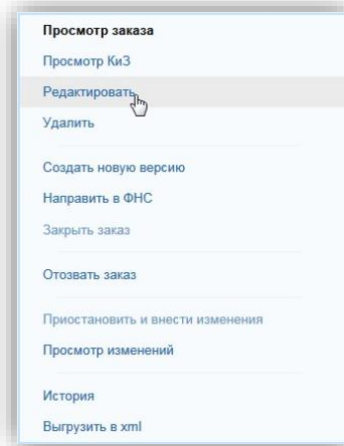 Просмотр заказа
Просмотр КиЗ
Редактировать
Удалить
Создать новую версию
Направить в ФНС
Закрыть заказ
Отозвать заказ
Приостановить и внести изменения
Просмотр изменений
История
Выгрузить в xml